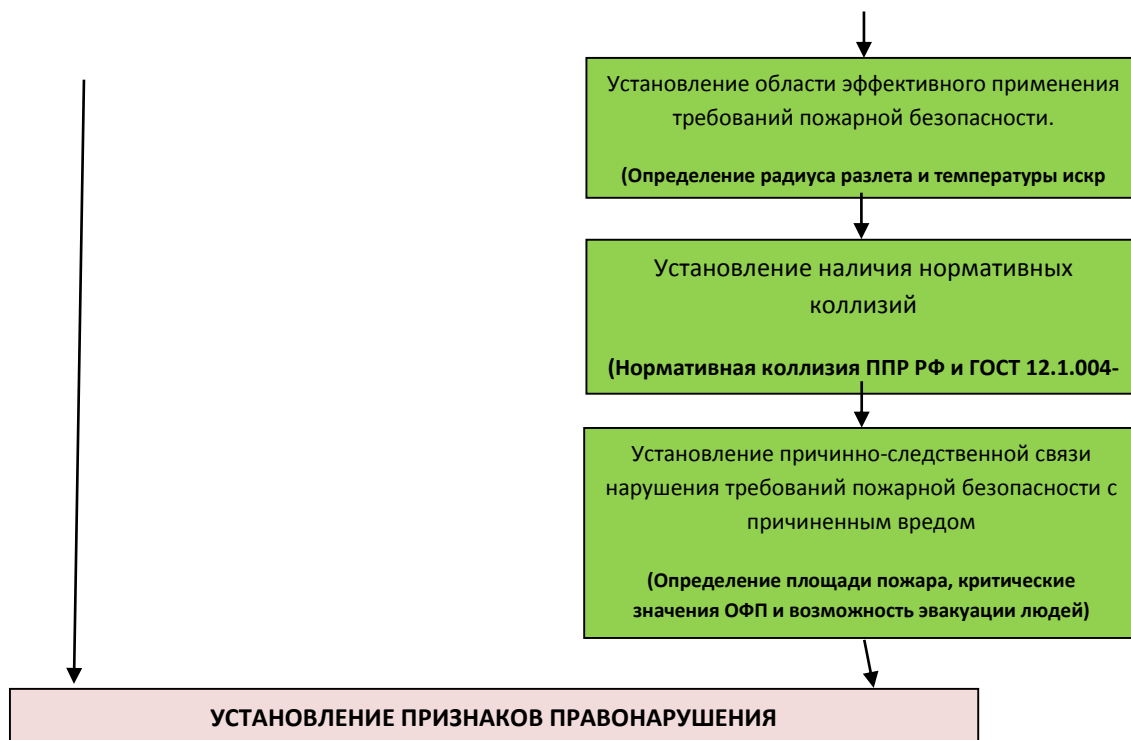 Установление области эффективного применения
требований пожарной безопасности.
(Определение радиуса разлета и температуры искр
Установление наличия нормативных
коллизий
(Нормативная коллизия ППР РФ и ГОСТ 12.1.004-
Установление причинно-следственной связи
нарушения требований пожарной безопасности с
причиненным вредом
(Определение площади пожара, критические
значения ОФП и возможность эвакуации людей)
УСТАНОВЛЕНИЕ ПРИЗНАКОВ ПРАВОНАРУШЕНИЯ